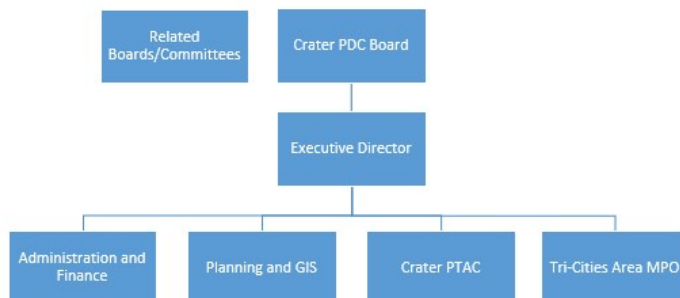 Related
Boards/Committees
Crater PDC Board
Executive Director
Administration and
Finance
Planning and GIS
Crater PTAC
Tri-Cities Area MPO